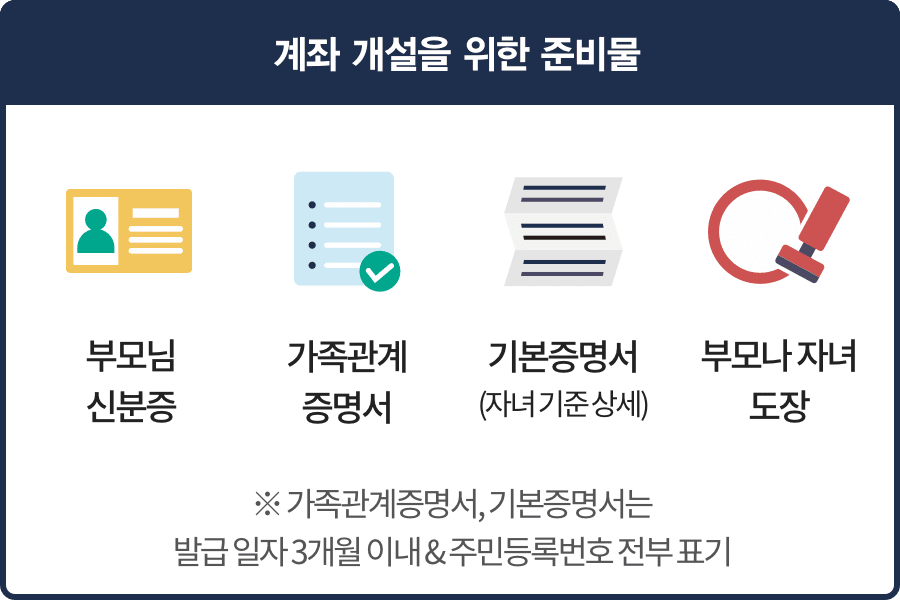 계좌 개설을 위한 준비물
부모님
신분증
가족관계
증명서
기본증명서
(자녀 기준 상세)
부모나 자녀
도장
※ 가족관계증명서, 기본증명서는
발급 일자 3개월 이내 & 주민등록번호 전부 표기